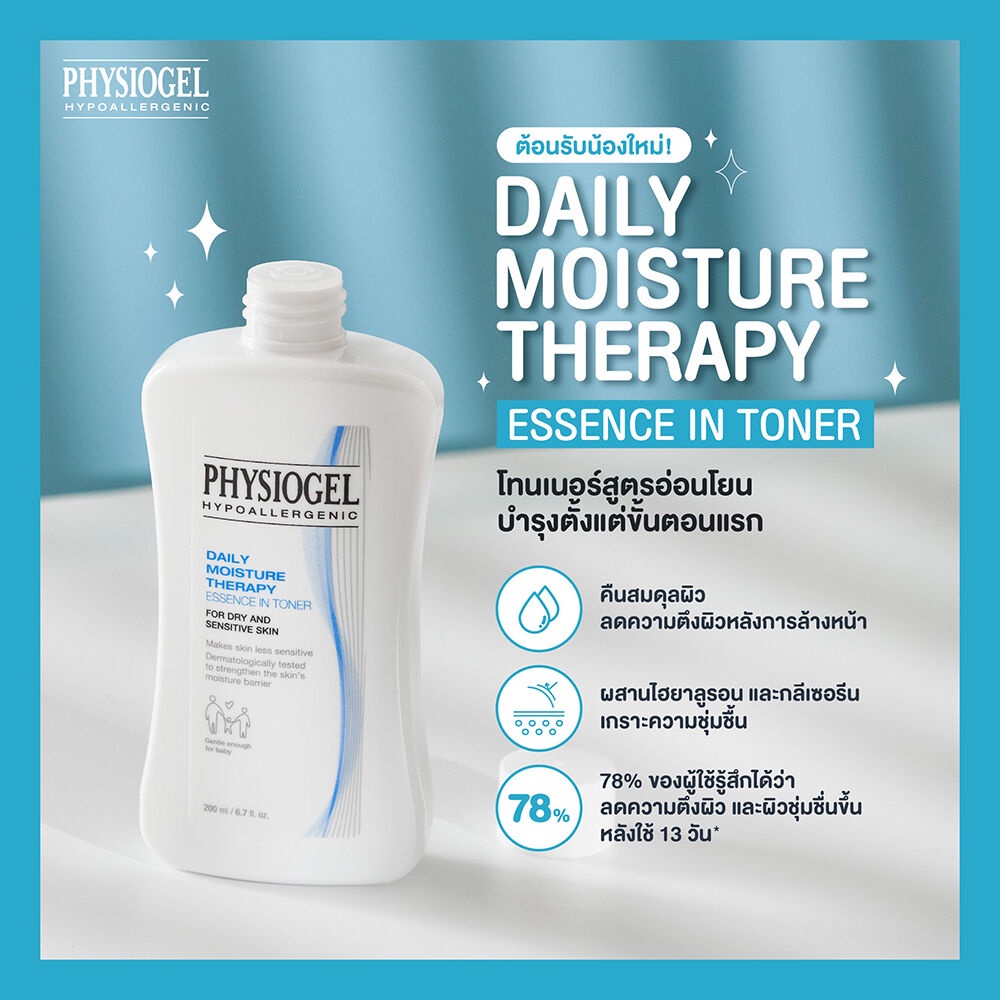 PHYSIOGEL
HYPOALLERGENIC
ต้อนรับน้องใหม่!
DAILY
MOISTURE
THERAPY
ESSENCE IN TONER
โทนเนอร์สูตรอ่อนโยน
บำรุงตั้งแต่ขั้นตอนแรก
คืนสมดุลผิว
ลดความตึงผิวหลังการล้างหน้า
ผสานไฮยาลูรอน และกลีเซอรีน
เกราะความชุ่มชื้น
78%
78% ของผู้ใช้รู้สึกได้ว่า
ลดความตึงผิว และผิวชุ่มชื่นขึ้น
หลังใช้ 13 วัน*
PHYSIOGEL
HYPOALLERGENIC
DAILY
MOISTURE
THERAPY
ESSENCE IN TONER
FOR DRY AND
SENSITIVE SKIN
Makes skin less sensitive
Dermatologically tested
to strengthen the skin's
moisture barrier
Gentle enough
for baby
200 ml / 6.7 fl. oz.